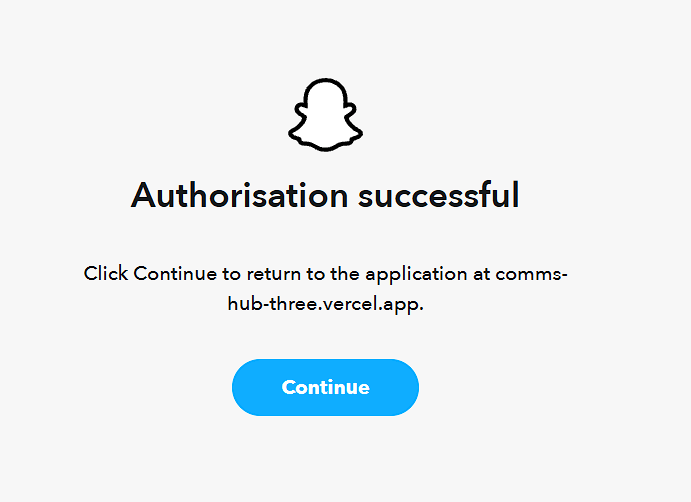 Authorisation successful
Click Continue to return to the application at comms-
hub-three.vercel.app.
Continue